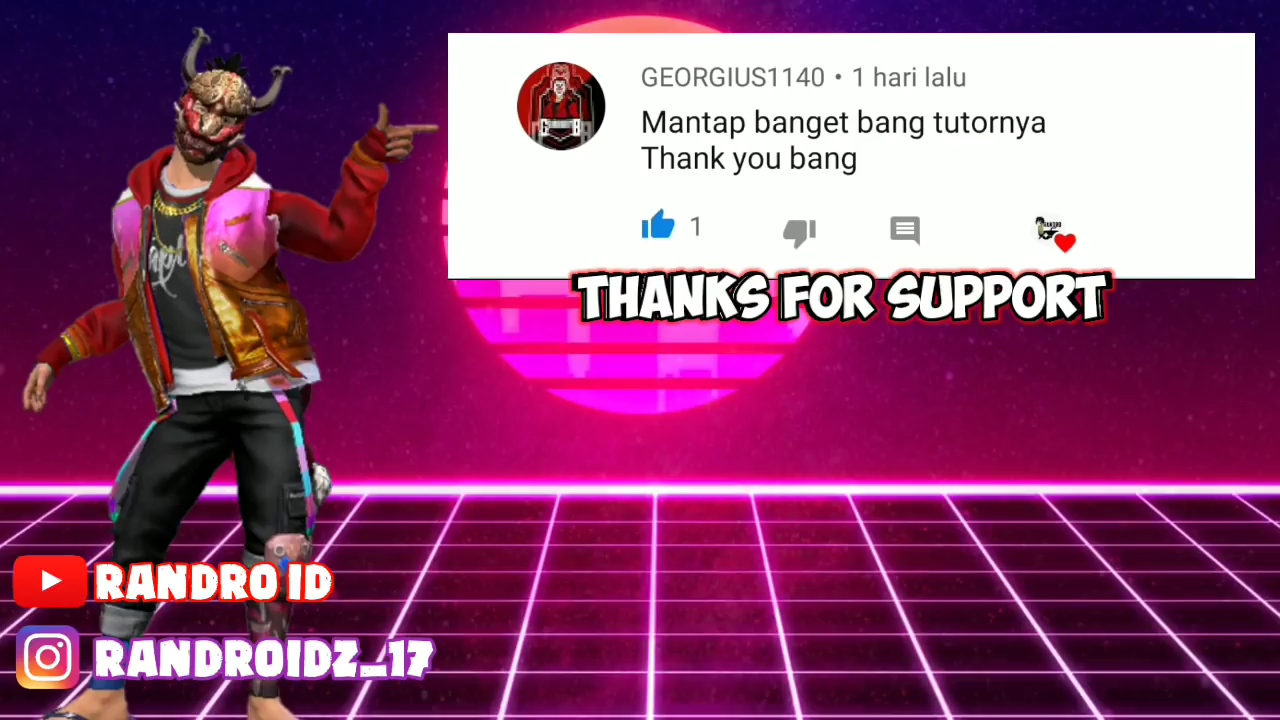 GEORGIUS1140 • 1 hari lalu
Mantap banget bang tutornya
Thank you bang
1
THANKS FOR SUPPORT
RANDRO ID
RANDROIDZ_17